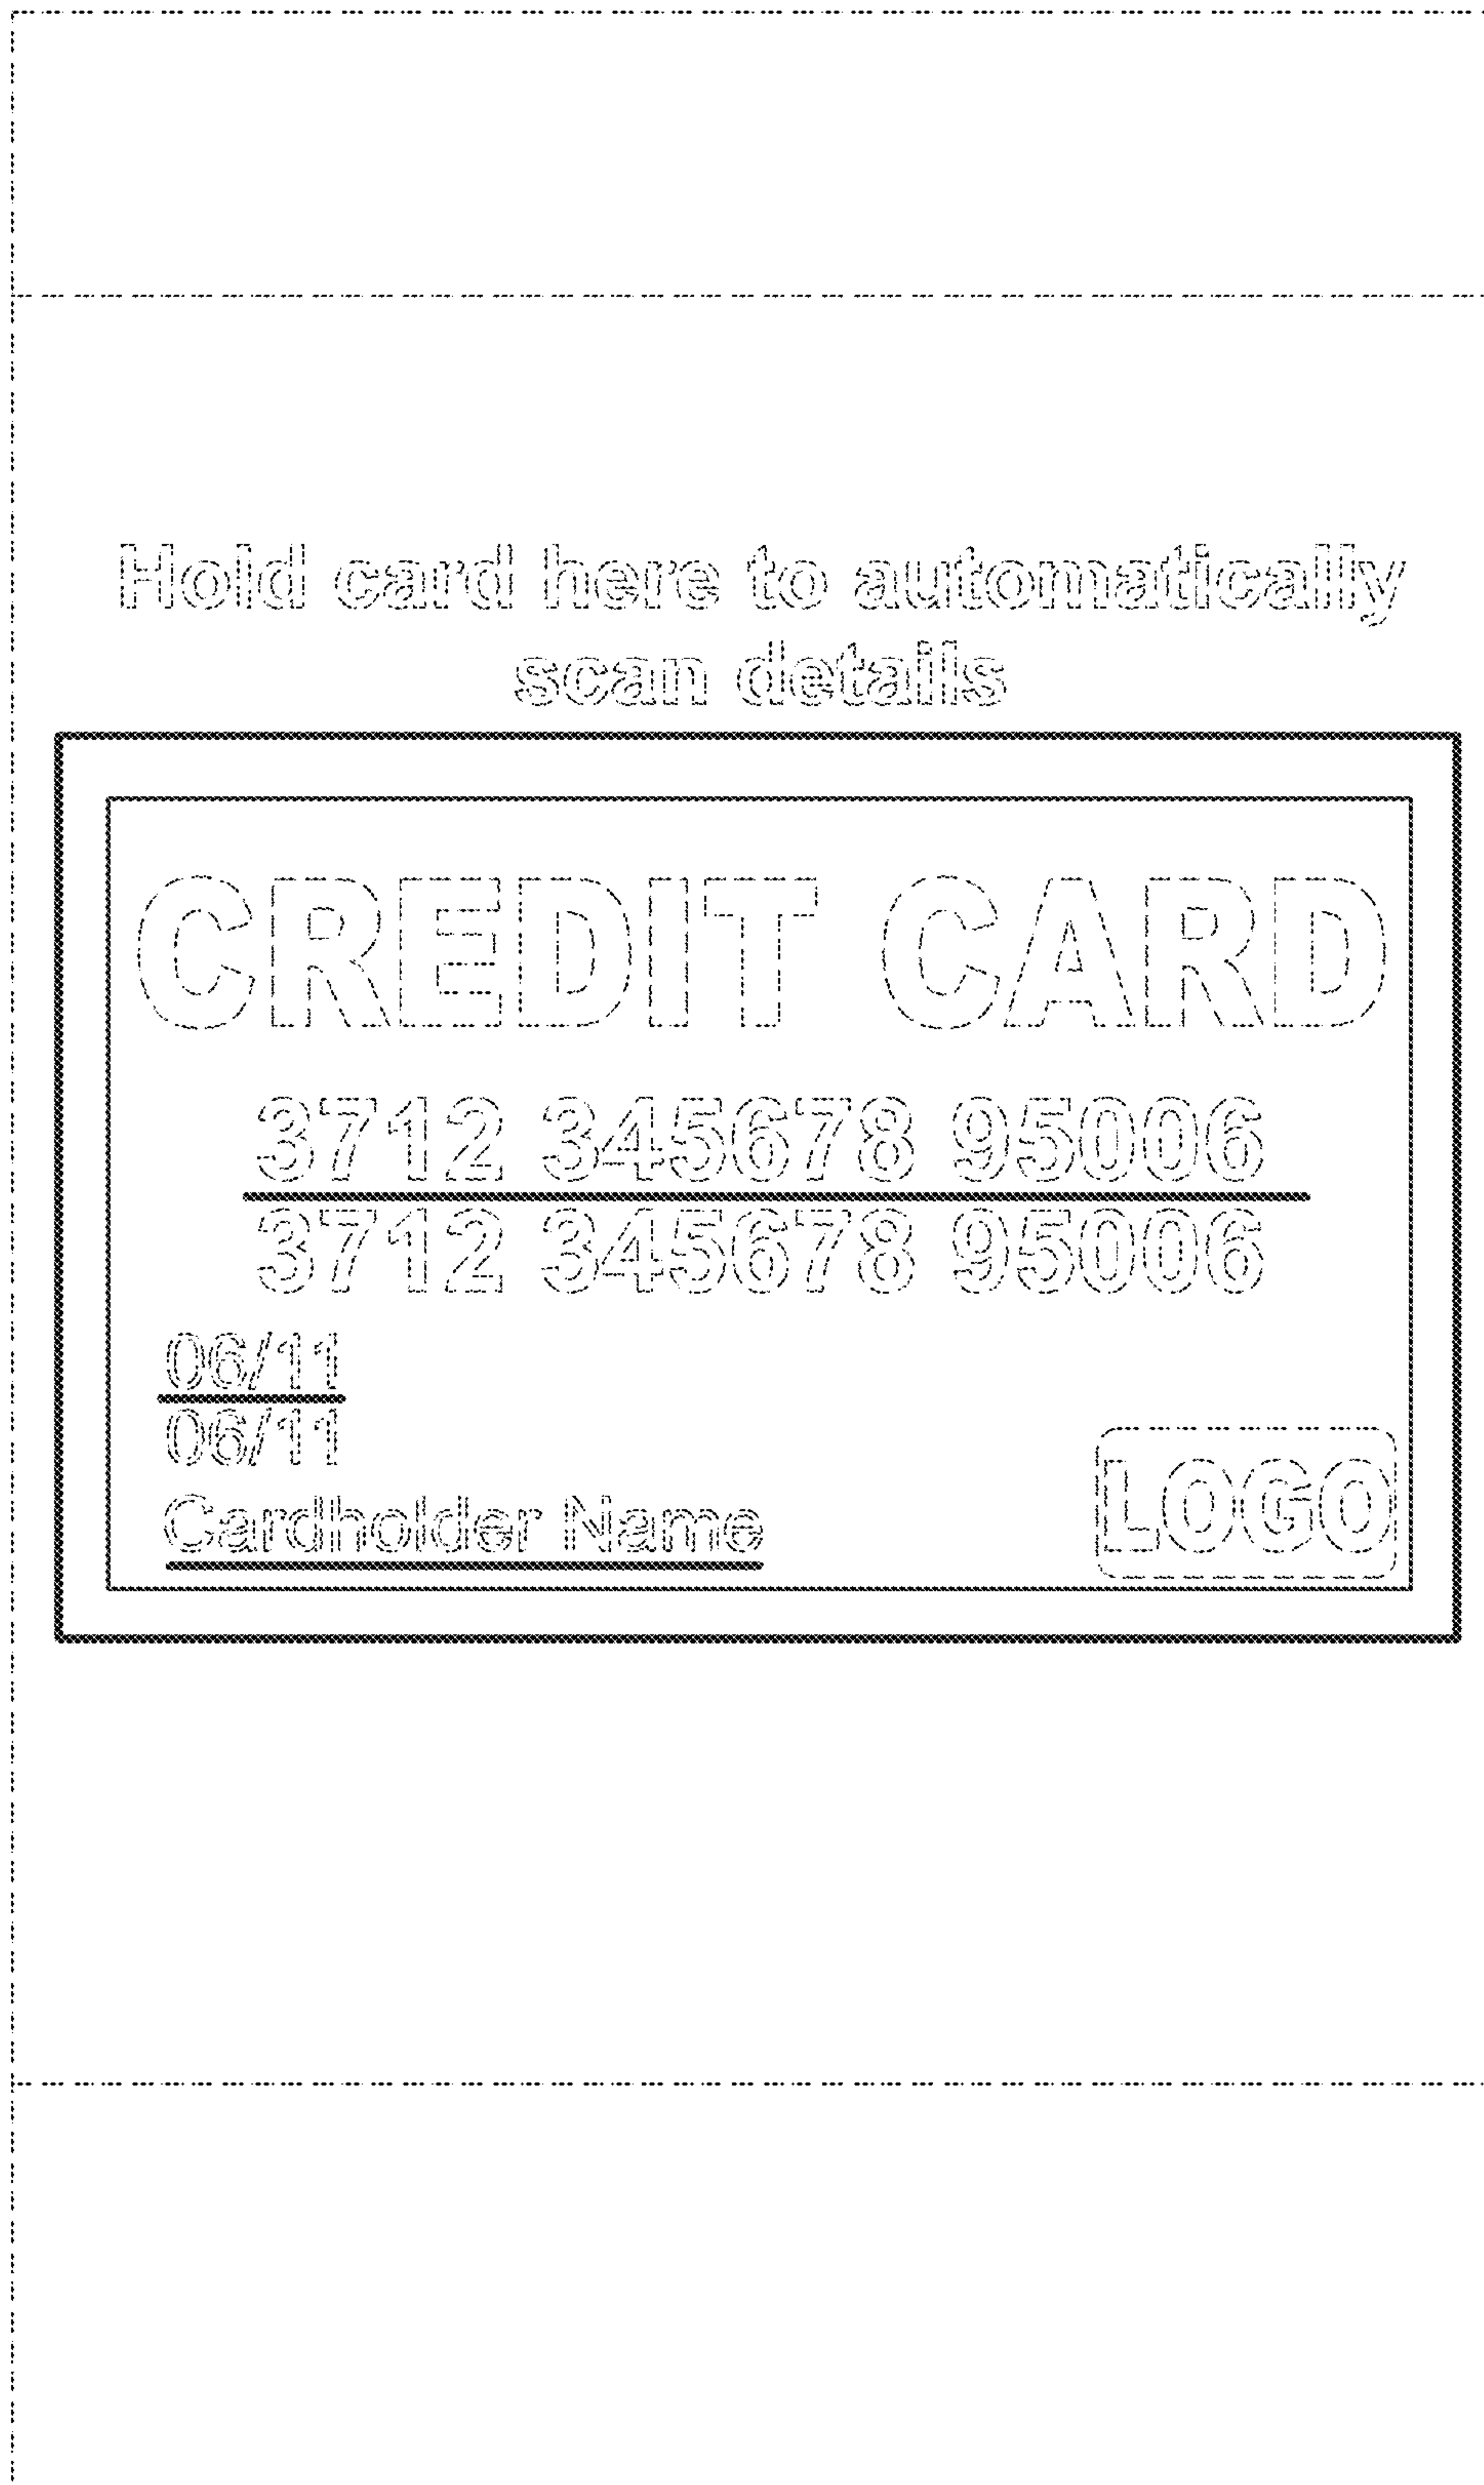 Hold card here to automatically
scan details
CREDIT CARD
3712 345678 95006
3712 345678 95006
06/11
06/11
Cardholder Name
LOGO